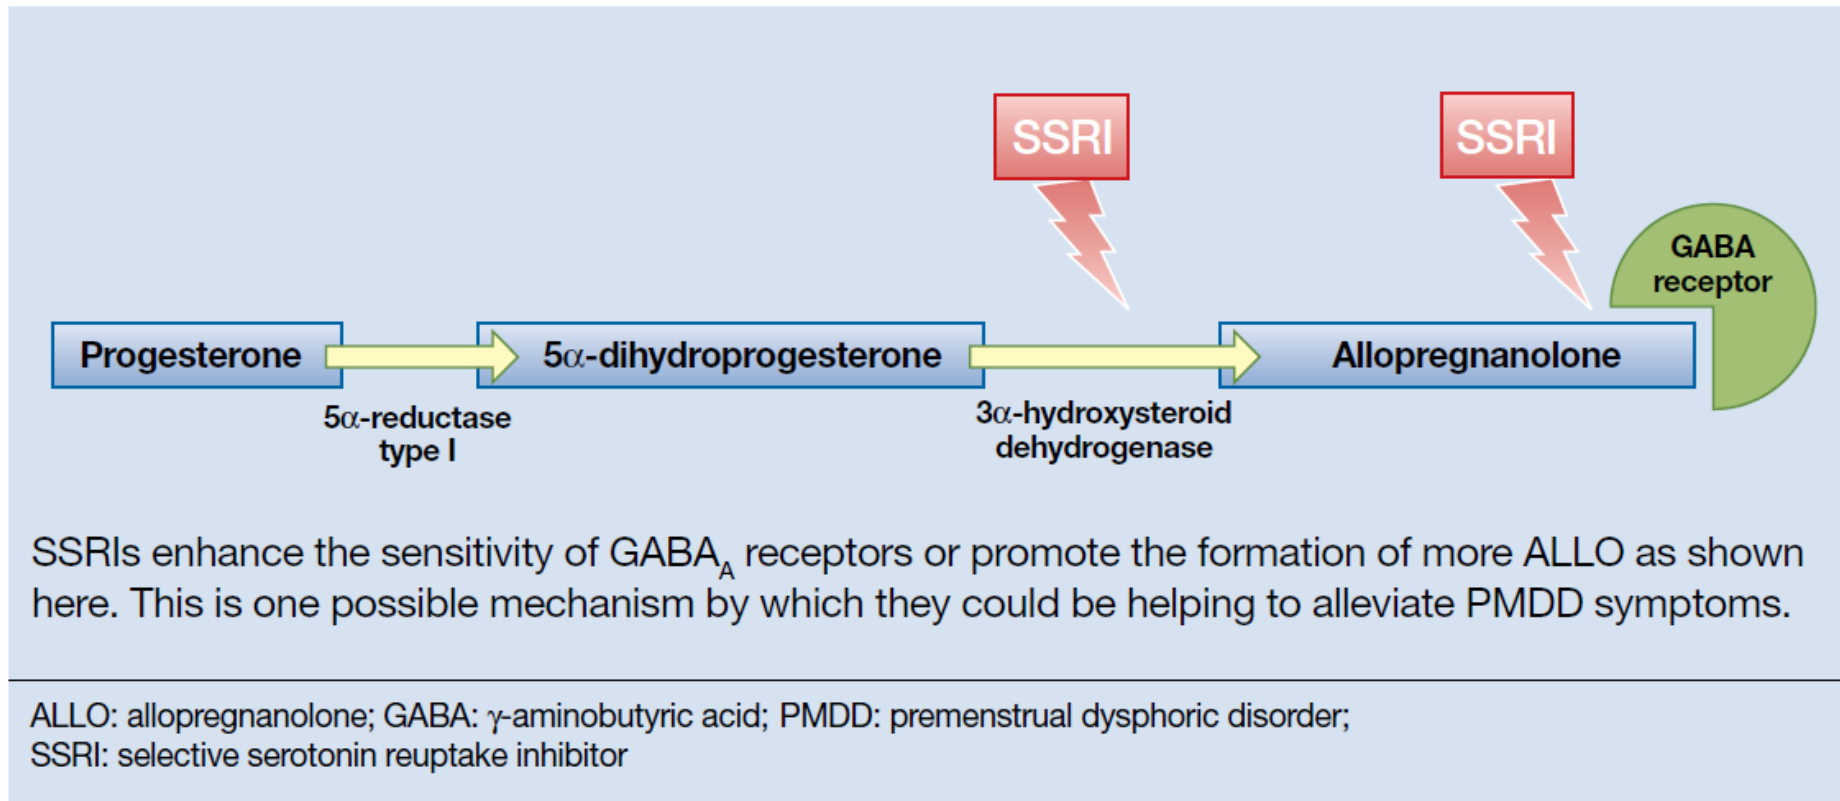 SSRI
SSRI
GABA
receptor
Progesterone
5α-dihydroprogesterone
Allopregnanolone
5α-reductase
type I
3α-hydroxysteroid
dehydrogenase
SSRIs enhance the sensitivity of GABA_A receptors or promote the formation of more ALLO as shown
here. This is one possible mechanism by which they could be helping to alleviate PMDD symptoms.
ALLO: allopregnanolone; GABA: γ-aminobutyric acid; PMDD: premenstrual dysphoric disorder;
SSRI: selective serotonin reuptake inhibitor